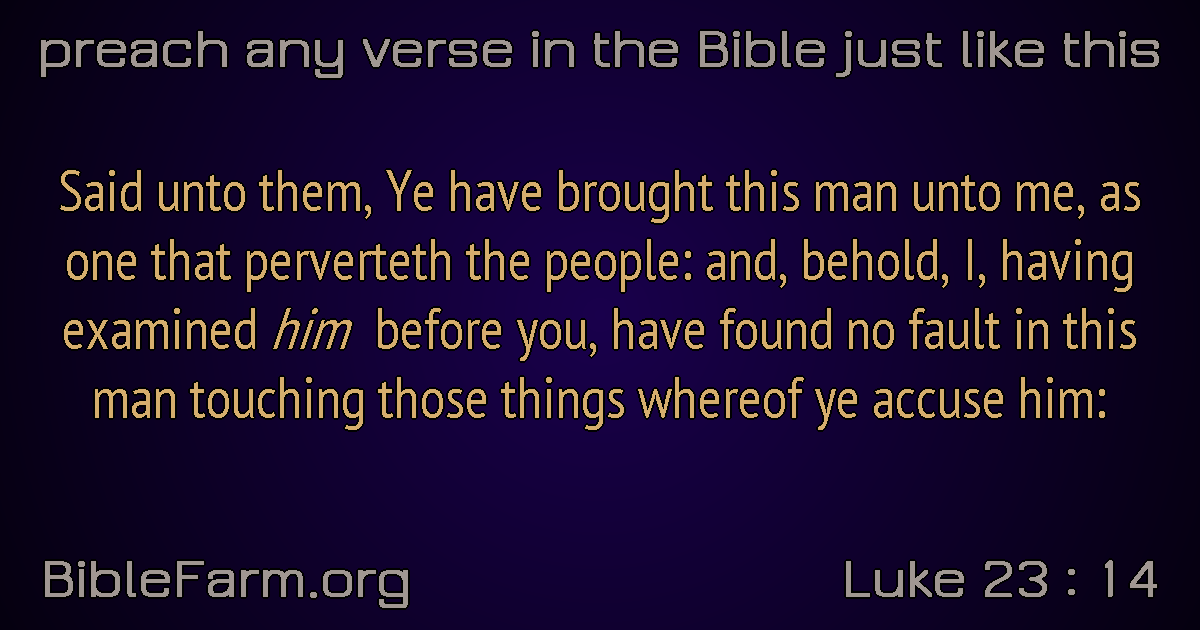 preach any verse in the Bible just like this
Said unto them, Ye have brought this man unto me, as
one that perverteth the people: and, behold, I, having
examined him before you, have found no fault in this
man touching those things whereof ye accuse him:
BibleFarm.org
Luke 23 : 14